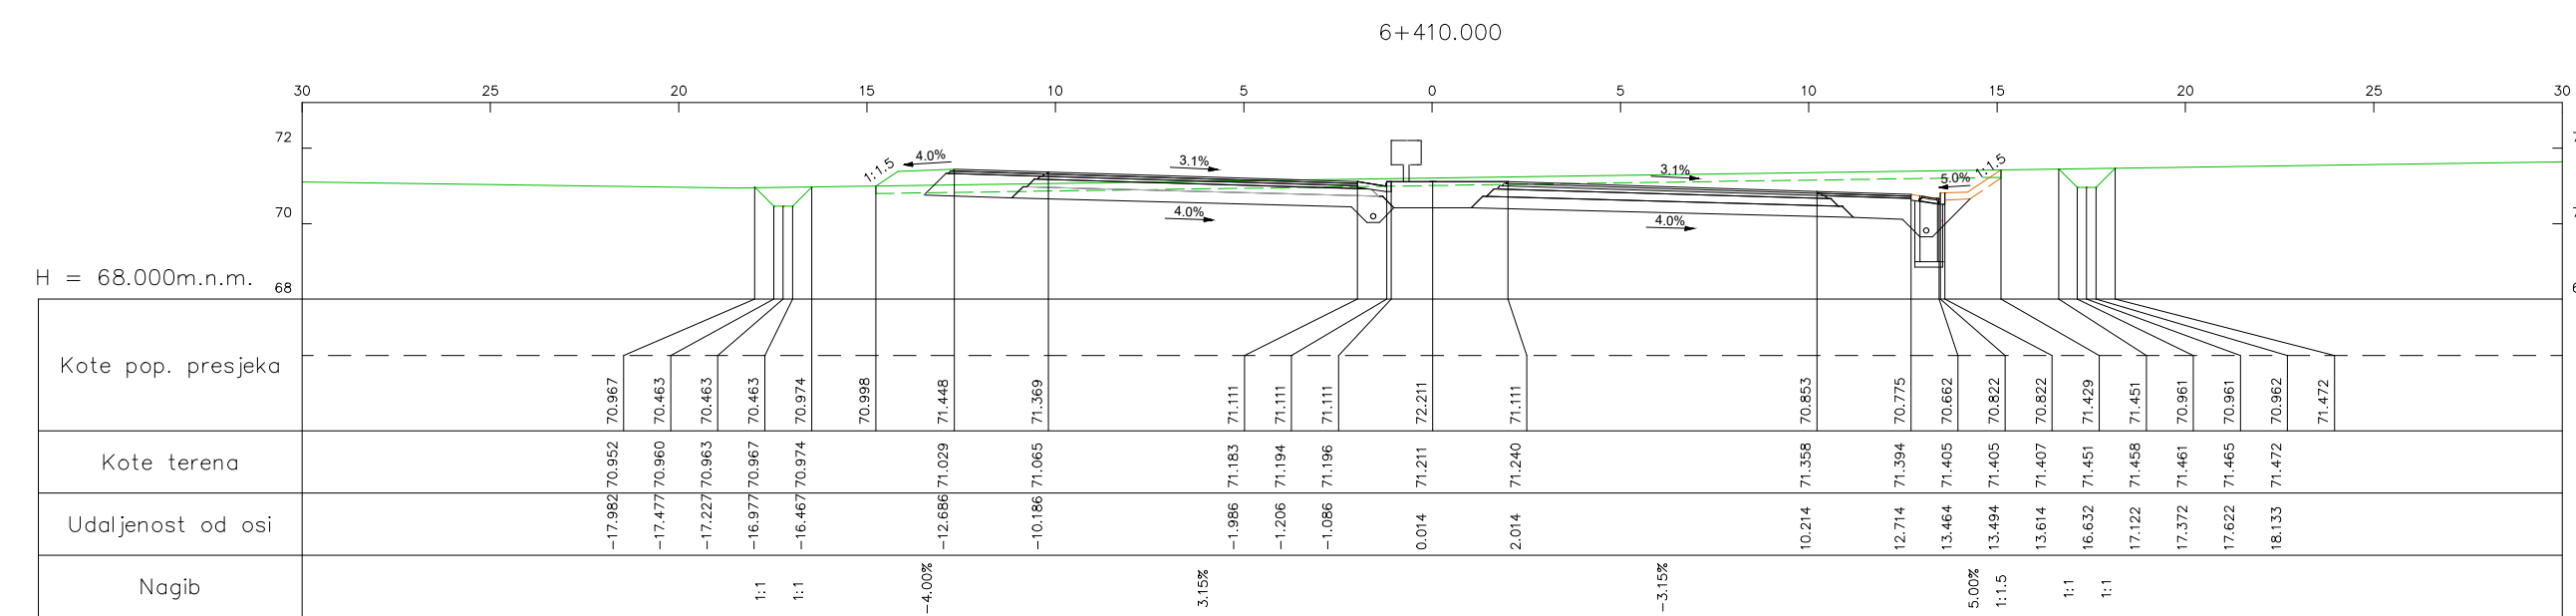 6+410.000
30 25 20 15 10 5 0 5 10 15 20 25 30
72
70
68
1:1.5 4.0% 3.1% 3.1% 5.0% 1:1.5
4.0% 4.0%
H = 68.000m.n.m.
Kote pop. presjeka
70.967 70.463 70.463 70.463 70.974 70.998 71.448 71.369 71.111 71.111 71.111 72.211 71.111 70.853 70.775 70.662 70.822 70.822 71.429 71.451 70.961 70.961 70.962 71.472
Kote terena
70.952 70.960 70.963 70.967 70.974 71.029 71.065 71.183 71.194 71.196 71.211 71.240 71.358 71.394 71.405 71.405 71.407 71.451 71.458 71.461 71.465 71.472
Udaljenost od osi
-17.982 -17.477 -17.227 -16.977 -16.467 -12.686 -10.186 -1.986 -1.206 -1.086 0.014 2.014 10.214 12.714 13.464 13.494 13.614 16.632 17.122 17.372 17.622 18.133
Nagib
1:1 1:1 -4.00% 3.15% -3.15% 5.00% 1:1.5 1:1 1:1